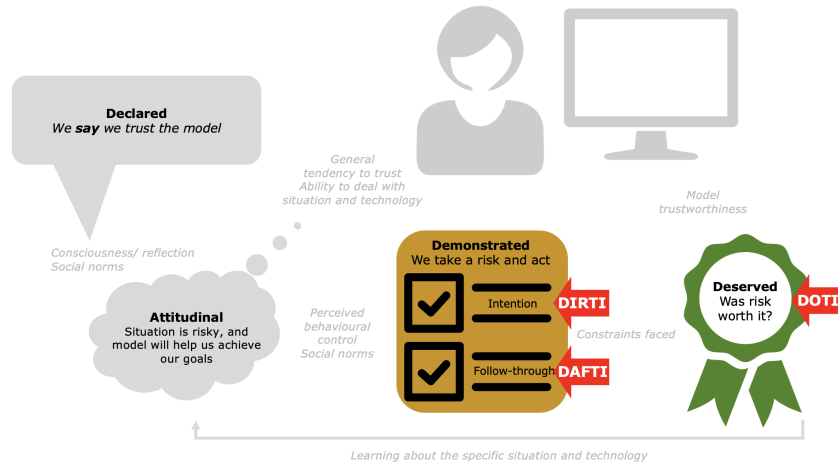 Declared
We say we trust the model
General
tendency to trust
Ability to deal with
situation and technology
Model
trustworthiness
Consciousness/ reflection
Social norms
Attitudinal
Situation is risky, and
model will help us achieve
our goals
Perceived
behavioural
control
Social norms
Demonstrated
We take a risk and act
Intention
DIRTI
Follow-through
DAFTI
Constraints faced
Deserved
Was risk
worth it?
DOTI
Learning about the specific situation and technology